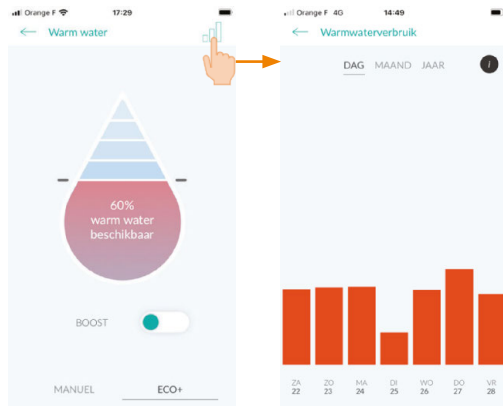 Orange F 17:29
Warm water
60%
warm water
beschikbaar
BOOST
MANUEL ECO+
Orange F 4G 14:49
Warmwaterverbruik
DAG MAAND JAAR i
ZA ZO MA DI WO DO VR
22 23 24 25 26 27 28